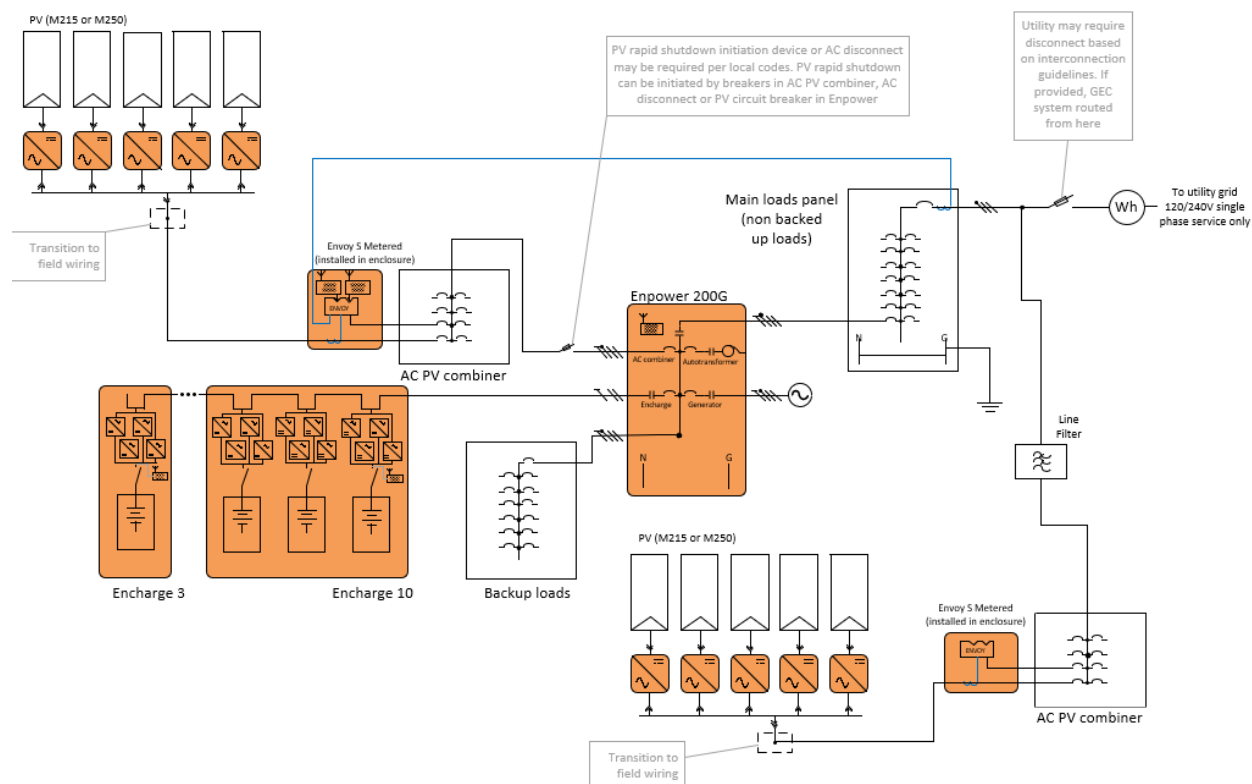 PV (M215 or M250)
PV rapid shutdown initiation device or AC disconnect
may be required per local codes. PV rapid shutdown
can be initiated by breakers in AC PV combiner, AC
disconnect or PV circuit breaker in Enpower
Utility may require
disconnect based
on interconnection
guidelines. If
provided, GEC
system routed
from here
Transition to
field wiring
Envoy S Metered
(installed in enclosure)
ENVOY
AC PV combiner
Main loads panel
(non backed
up loads)
N
G
Wh
To utility grid
120/240V single
phase service only
Enpower 200G
AC combiner
Autotransformer
Encharge
Generator
N
G
Line
Filter
Encharge 3
Encharge 10
Backup loads
PV (M215 or M250)
Transition to
field wiring
Envoy S Metered
(installed in enclosure)
ENVOY
AC PV combiner